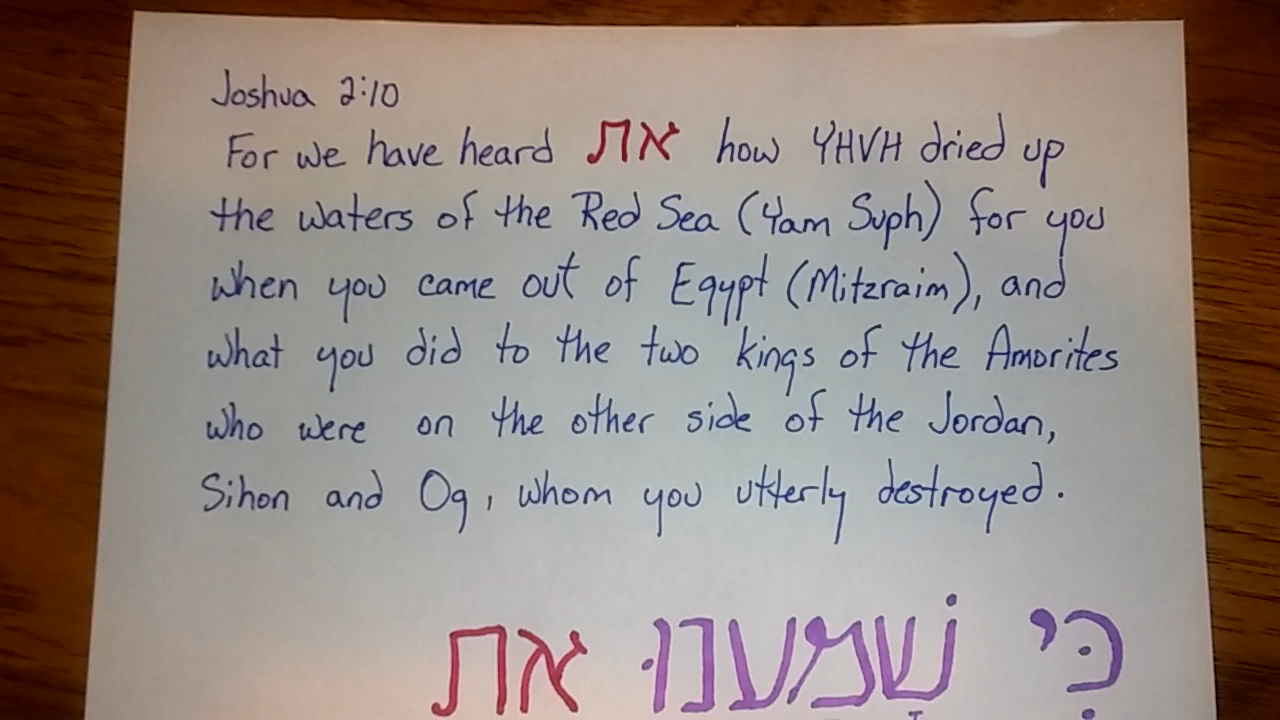 Joshua 2:10
For we have heard את how YHVH dried up
the waters of the Red Sea (Yam Suph) for you
when you came out of Egypt (Mitzraim), and
what you did to the two kings of the Amorites
who were on the other side of the Jordan,
Sihon and Og, whom you utterly destroyed.
כִּי שָׁמַעְנוּ את